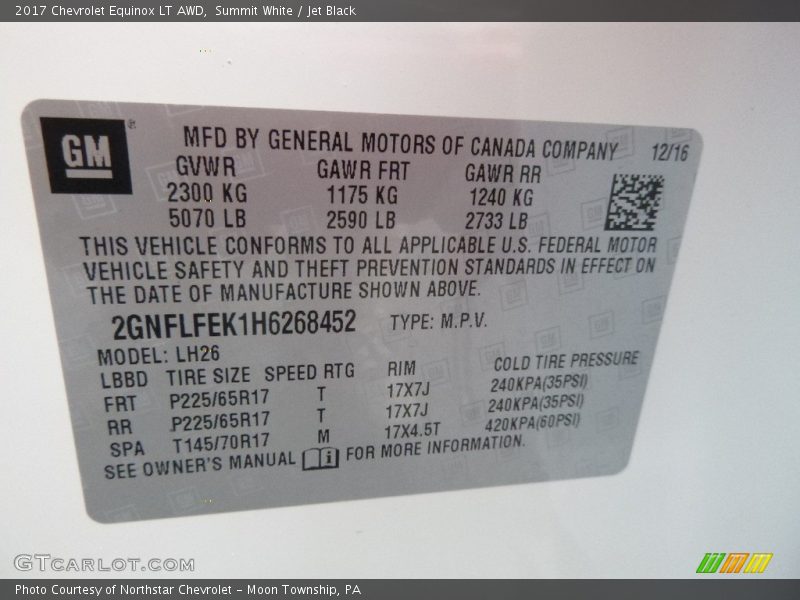 2017 Chevrolet Equinox LT AWD, Summit White / Jet Black
GM ® MFD BY GENERAL MOTORS OF CANADA COMPANY 12/16
GVWR GAWR FRT GAWR RR
2300 KG 1175 KG 1240 KG
5070 LB 2590 LB 2733 LB
THIS VEHICLE CONFORMS TO ALL APPLICABLE U.S. FEDERAL MOTOR
VEHICLE SAFETY AND THEFT PREVENTION STANDARDS IN EFFECT ON
THE DATE OF MANUFACTURE SHOWN ABOVE.
2GNFLFEK1H6268452 TYPE: M.P.V.
MODEL: LH26
LBBD TIRE SIZE SPEED RTG RIM COLD TIRE PRESSURE
FRT P225/65R17 T 17X7J 240KPA(35PSI)
RR P225/65R17 T 17X7J 240KPA(35PSI)
SPA T145/70R17 M 17X4.5T 420KPA(60PSI)
SEE OWNER'S MANUAL i FOR MORE INFORMATION.
GTCARLOT.COM
Photo Courtesy of Northstar Chevrolet - Moon Township, PA